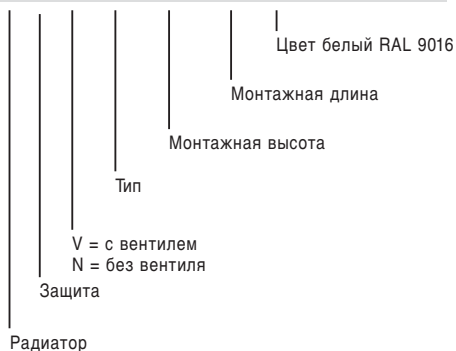 Цвет белый RAL 9016
Монтажная длина
Монтажная высота
Тип
V = с вентилем
N = без вентиля
Защита
Радиатор